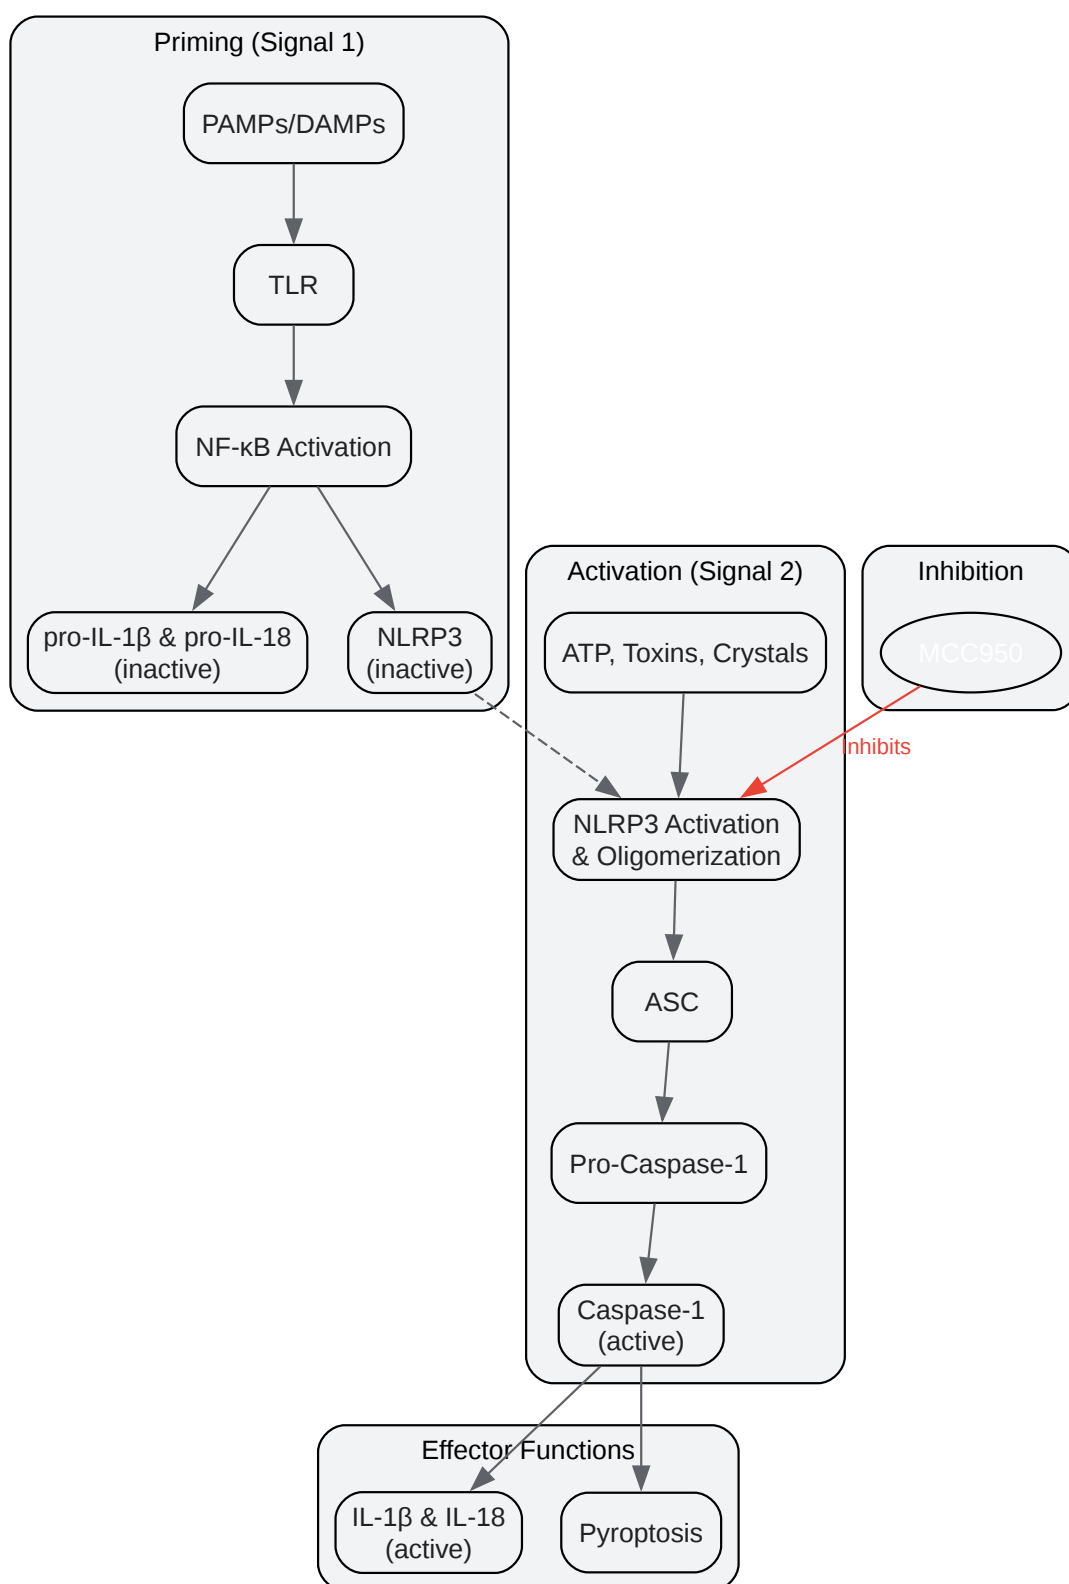 Priming (Signal 1)
PAMPs/DAMPs
TLR
NF-κB Activation
pro-IL-1β & pro-IL-18
(inactive)
NLRP3
(inactive)
Activation (Signal 2)
ATP, Toxins, Crystals
Inhibition
MCC950
Inhibits
NLRP3 Activation
& Oligomerization
ASC
Pro-Caspase-1
Caspase-1
(active)
Effector Functions
IL-1β & IL-18
(active)
Pyroptosis